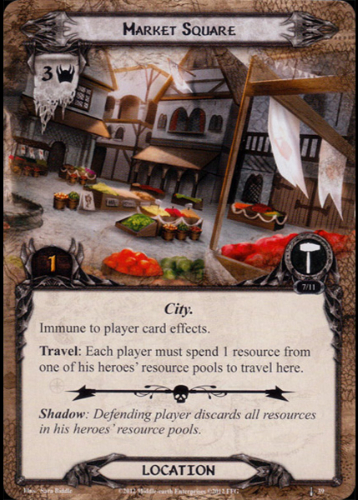 Market Square
3
1
7/11
City.
Immune to player card effects.
Travel: Each player must spend 1 resource from
one of his heroes' resource pools to travel here.
Shadow: Defending player discards all resources
in his heroes' resource pools.
Location
39